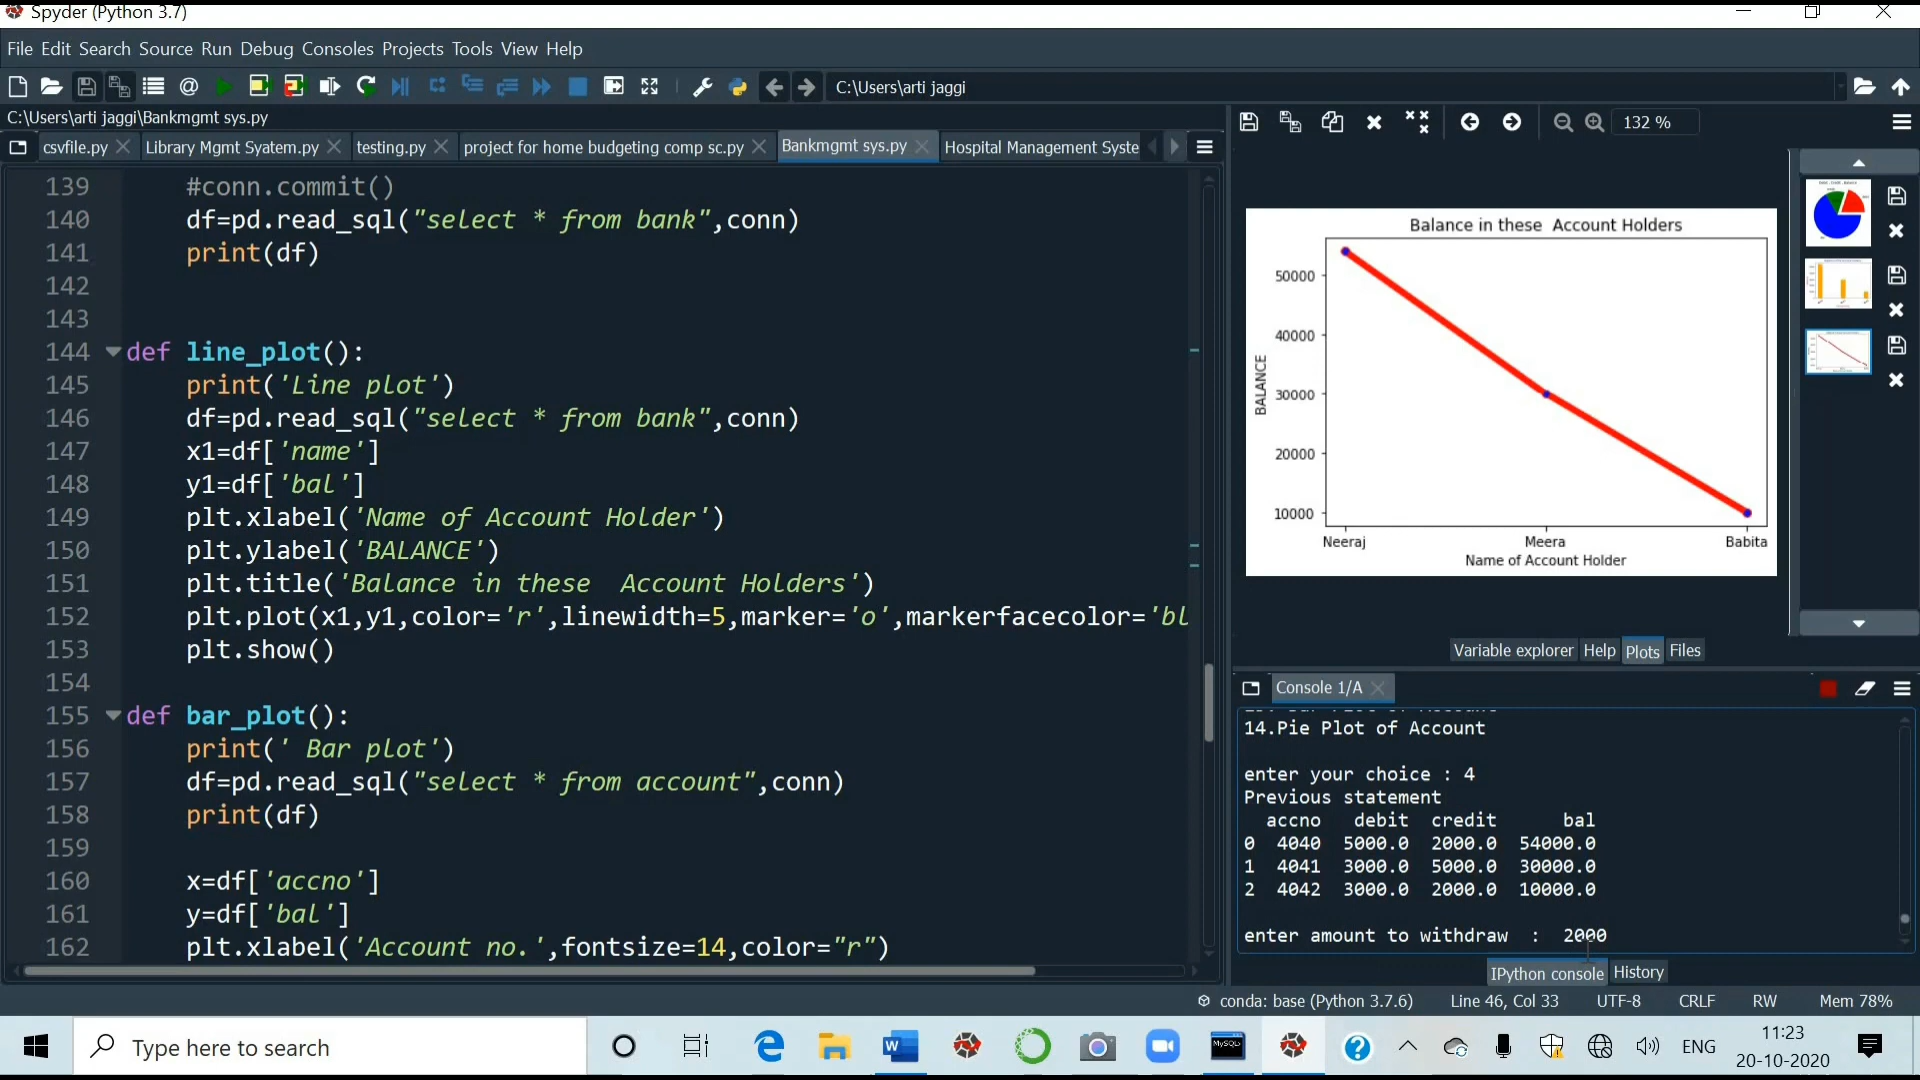 Spyder (Python 3.7)
File Edit Search Source Run Debug Consoles Projects Tools View Help
C:\Users\arti jaggi
C:\Users\arti jaggi\Bankmgmt sys.py
csvfile.py
Library Mgmt Syatem.py
testing.py
project for home budgeting comp sc.py
Bankmgmt sys.py
Hospital Management Syste
139 #conn.commit()
140 df=pd.read_sql("select * from bank",conn)
141 print(df)
142
143
144 def line_plot():
145 print('Line plot')
146 df=pd.read_sql("select * from bank",conn)
147 x1=df['name']
148 y1=df['bal']
149 plt.xlabel('Name of Account Holder')
150 plt.ylabel('BALANCE')
151 plt.title('Balance in these  Account Holders')
152 plt.plot(x1,y1,color='r',linewidth=5,marker='o',markerfacecolor='bl
153 plt.show()
154
155 def bar_plot():
156 print(' Bar plot')
157 df=pd.read_sql("select * from account",conn)
158 print(df)
159
160 x=df['accno']
161 y=df['bal']
162 plt.xlabel('Account no.',fontsize=14,color="r")
132 %
Balance in these  Account Holders
50000
40000
30000
20000
10000
BALANCE
Neeraj Meera Babita
Name of Account Holder
Variable explorer Help Plots Files
Console 1/A
14.Pie Plot of Account
enter your choice : 4
Previous statement
accno debit credit bal
0 4040 5000.0 2000.0 54000.0
1 4041 3000.0 5000.0 30000.0
2 4042 3000.0 2000.0 10000.0
enter amount to withdraw  :  2000
IPython console History
conda: base (Python 3.7.6) Line 46, Col 33 UTF-8 CRLF RW Mem 78%
Type here to search
MySQL
ENG
11:23
20-10-2020